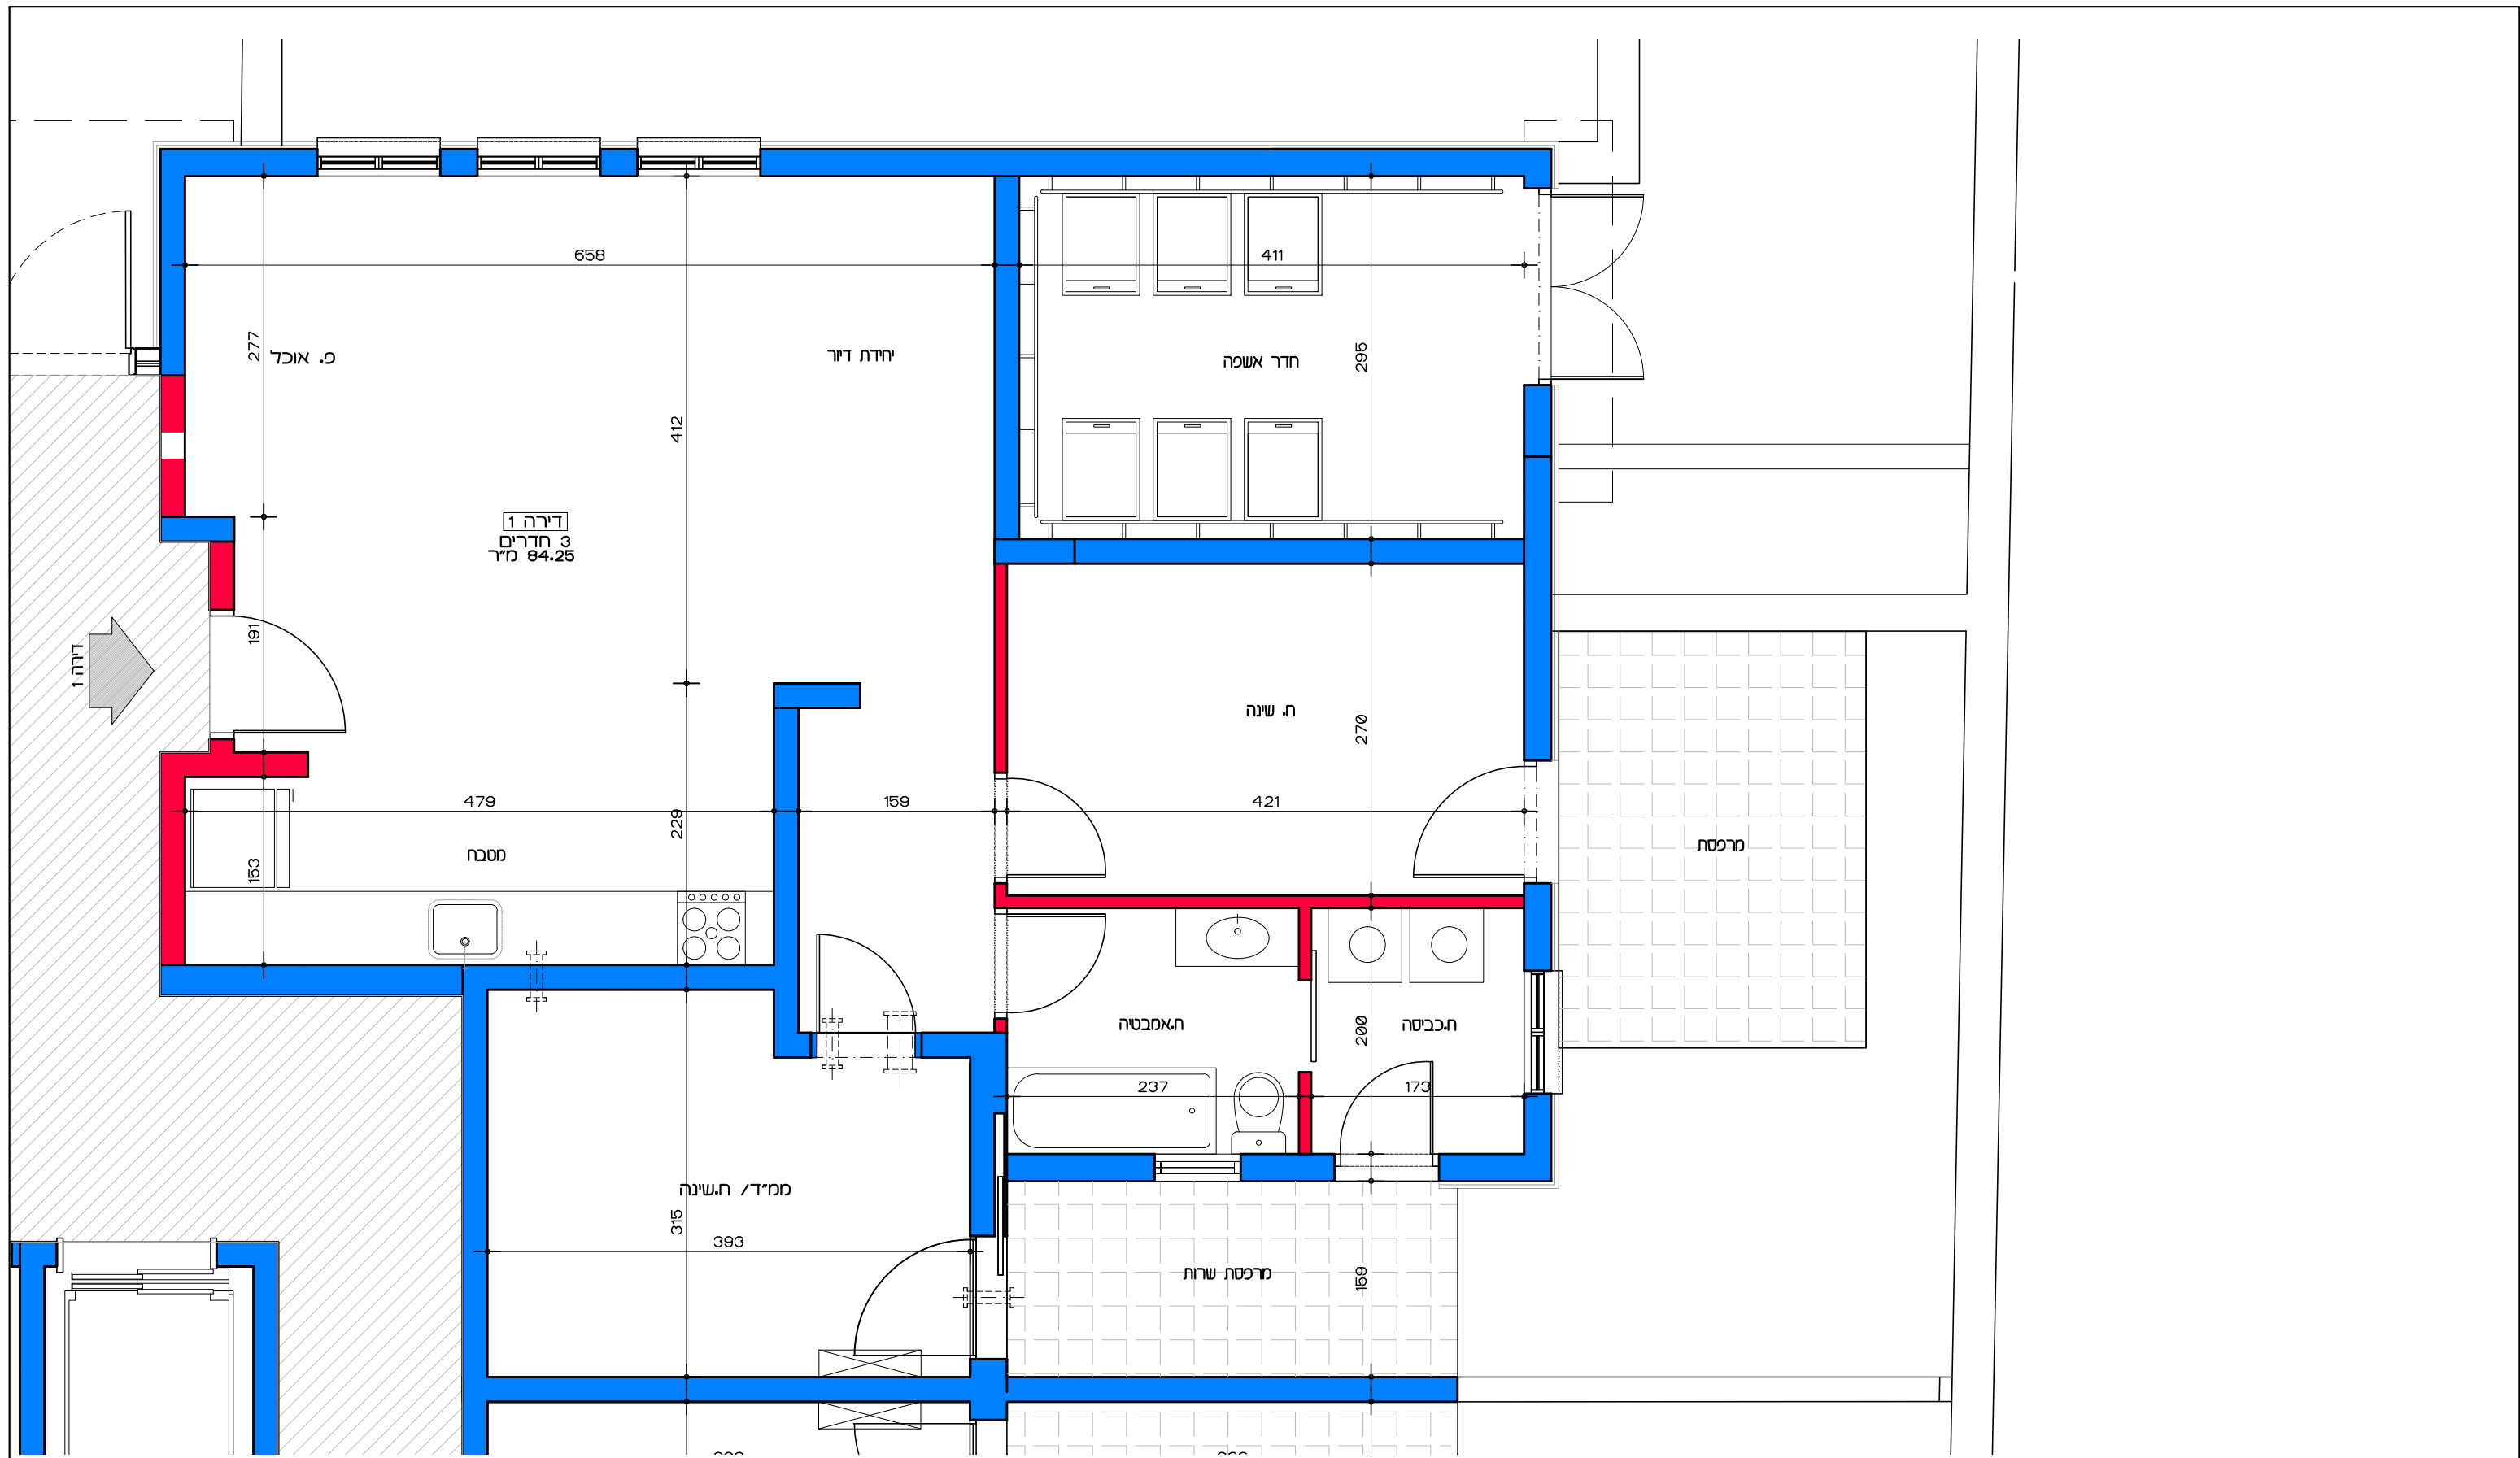 658
411
277
פ. אוכל
יחידת דיור
חדר אשפה
295
412
דירה 1
3 חדרים
84.25 מ"ר
191
דירה 1
ח. שינה
270
479
159
421
229
מטבח
153
מרפסת
ח.אמבטיה
ח.כביסה
200
237
173
ממ"ד/ ח.שינה
315
393
מרפסת שרות
159